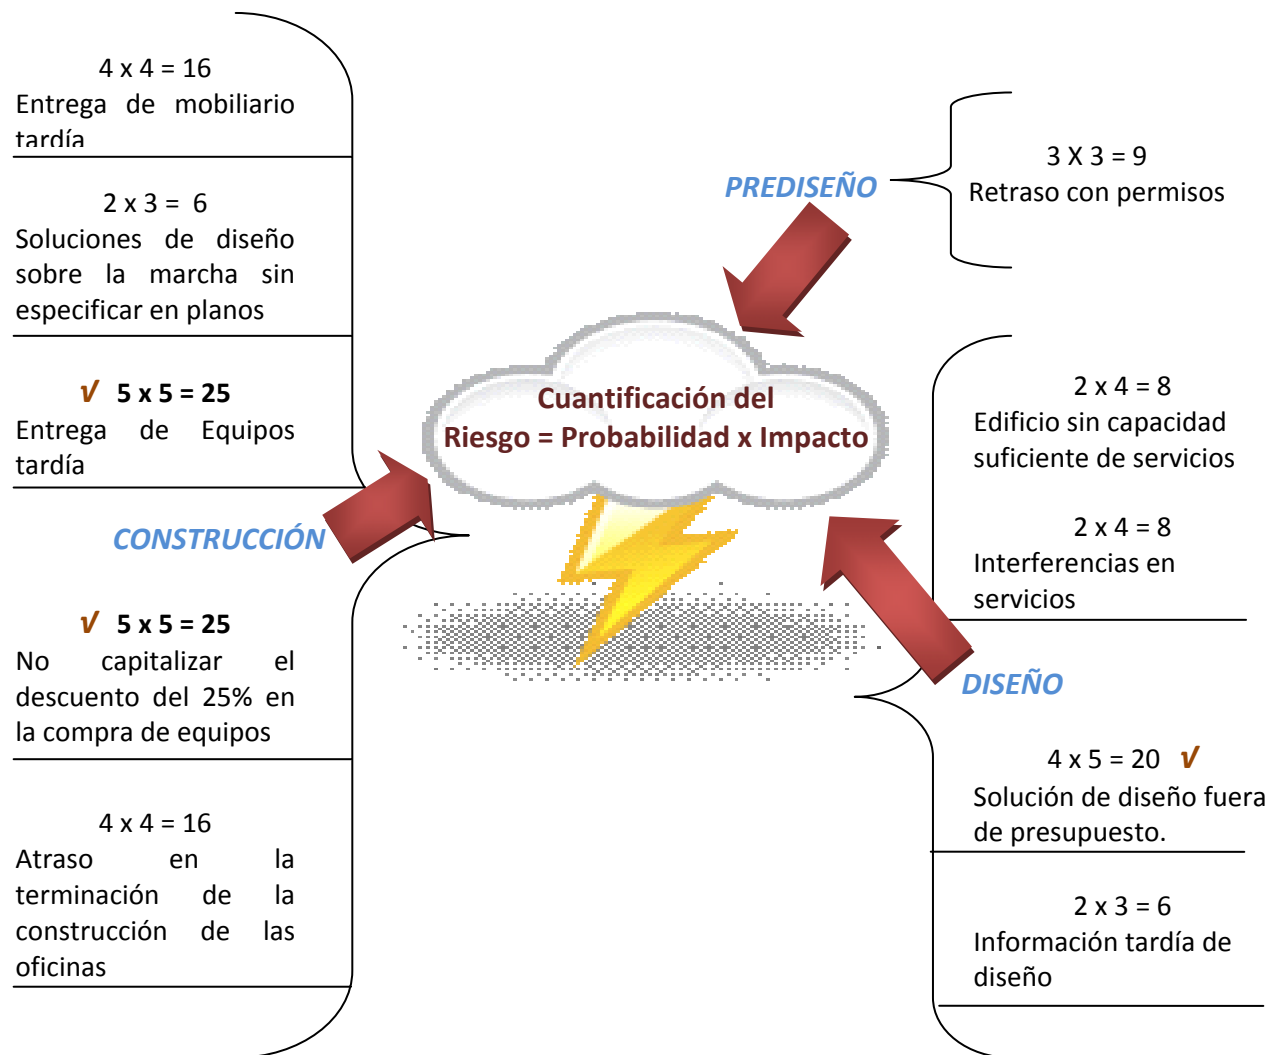 4 x 4 = 16
Entrega de mobiliario
tardía
2 x 3 = 6
Soluciones de diseño
sobre la marcha sin
especificar en planos
√ 5 x 5 = 25
Entrega de Equipos
tardía
CONSTRUCCIÓN
√ 5 x 5 = 25
No capitalizar el
descuento del 25% en
la compra de equipos
4 x 4 = 16
Atraso en la
terminación de la
construcción de las
oficinas
Cuantificación del
Riesgo = Probabilidad x Impacto
PREDISEÑO
3 X 3 = 9
Retraso con permisos
2 x 4 = 8
Edificio sin capacidad
suficiente de servicios
2 x 4 = 8
Interferencias en
servicios
DISEÑO
4 x 5 = 20 √
Solución de diseño fuera
de presupuesto.
2 x 3 = 6
Información tardía de
diseño